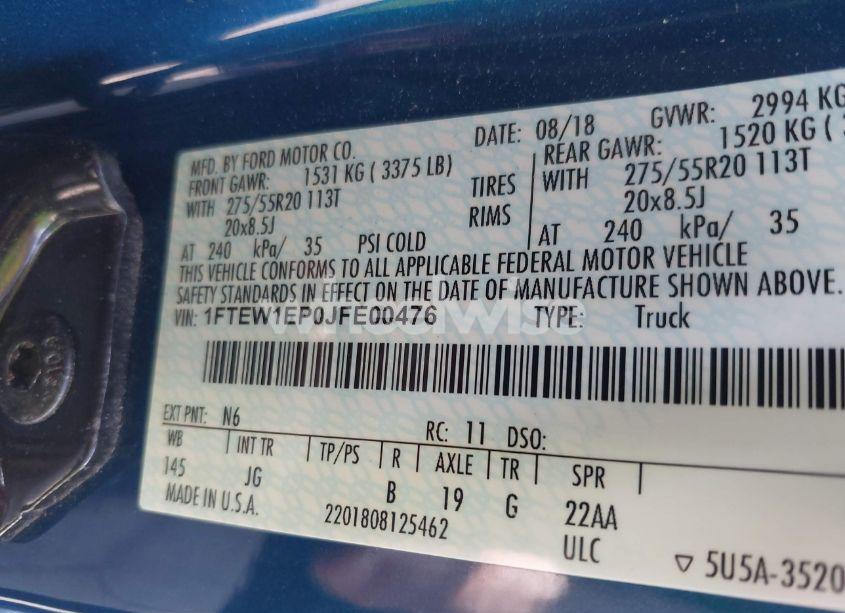 MFD. BY FORD MOTOR CO.
DATE: 08/18
GVWR: 2994 KG
FRONT GAWR: 1531 KG ( 3375 LB)
REAR GAWR: 1520 KG (
WITH 275/55R20 113T
TIRES
WITH 275/55R20 113T
20x8.5J
RIMS
20x8.5J
AT 240 kPa/ 35 PSI COLD
AT 240 kPa/ 35
THIS VEHICLE CONFORMS TO ALL APPLICABLE FEDERAL MOTOR VEHICLE
SAFETY STANDARDS IN EFFECT ON THE DATE OF MANUFACTURE SHOWN ABOVE.
VIN: 1FTEW1EP0JFE00476 TYPE: Truck
EXT PNT: N6 RC: 11 DSO:
WB INT TR TP/PS R AXLE TR SPR
145 JG B 19 G 22AA
MADE IN U.S.A. 2201808125462 ULC
5U5A-3520